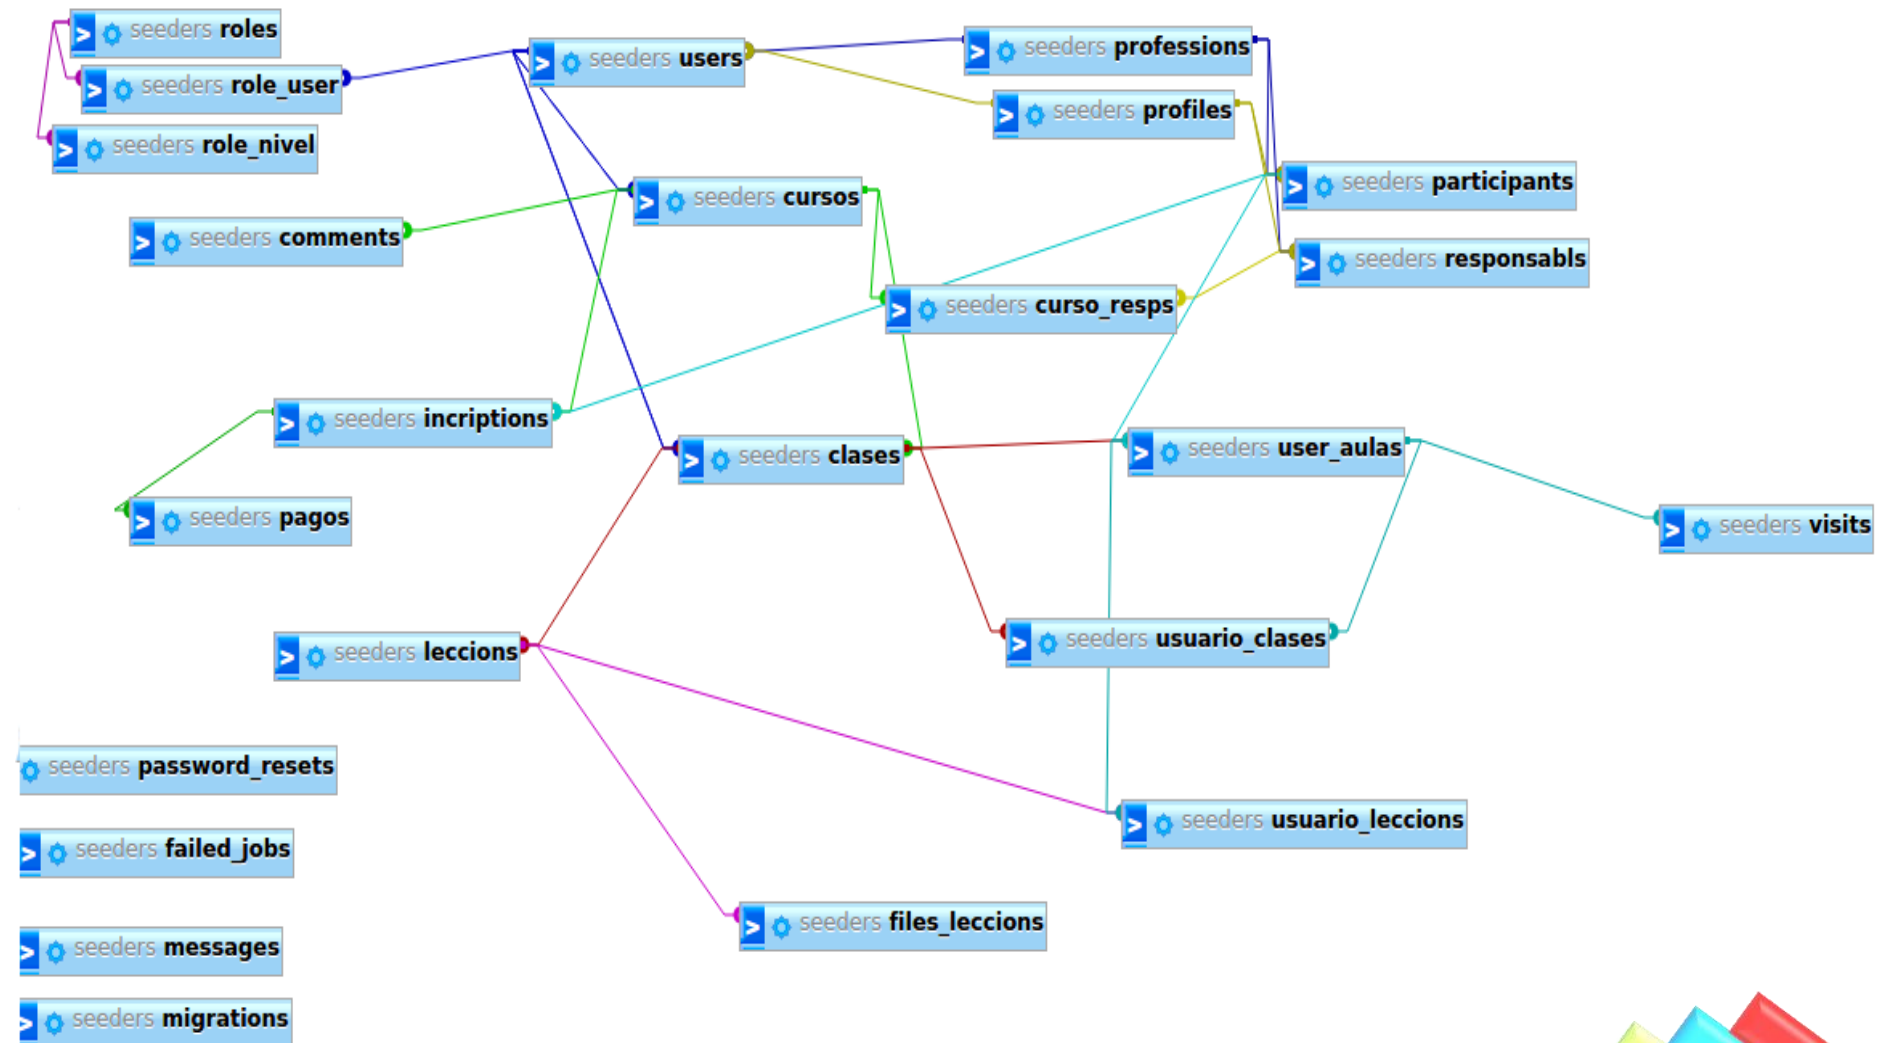 seeders roles
seeders users
seeders professions
seeders role_user
seeders profiles
seeders role_nivel
seeders participants
seeders cursos
seeders comments
seeders responsabls
seeders curso_resps
seeders incriptions
seeders clases
seeders user_aulas
seeders pagos
seeders visits
seeders leccions
seeders usuario_clases
seeders password_resets
seeders usuario_leccions
seeders failed_jobs
seeders files_leccions
seeders messages
seeders migrations